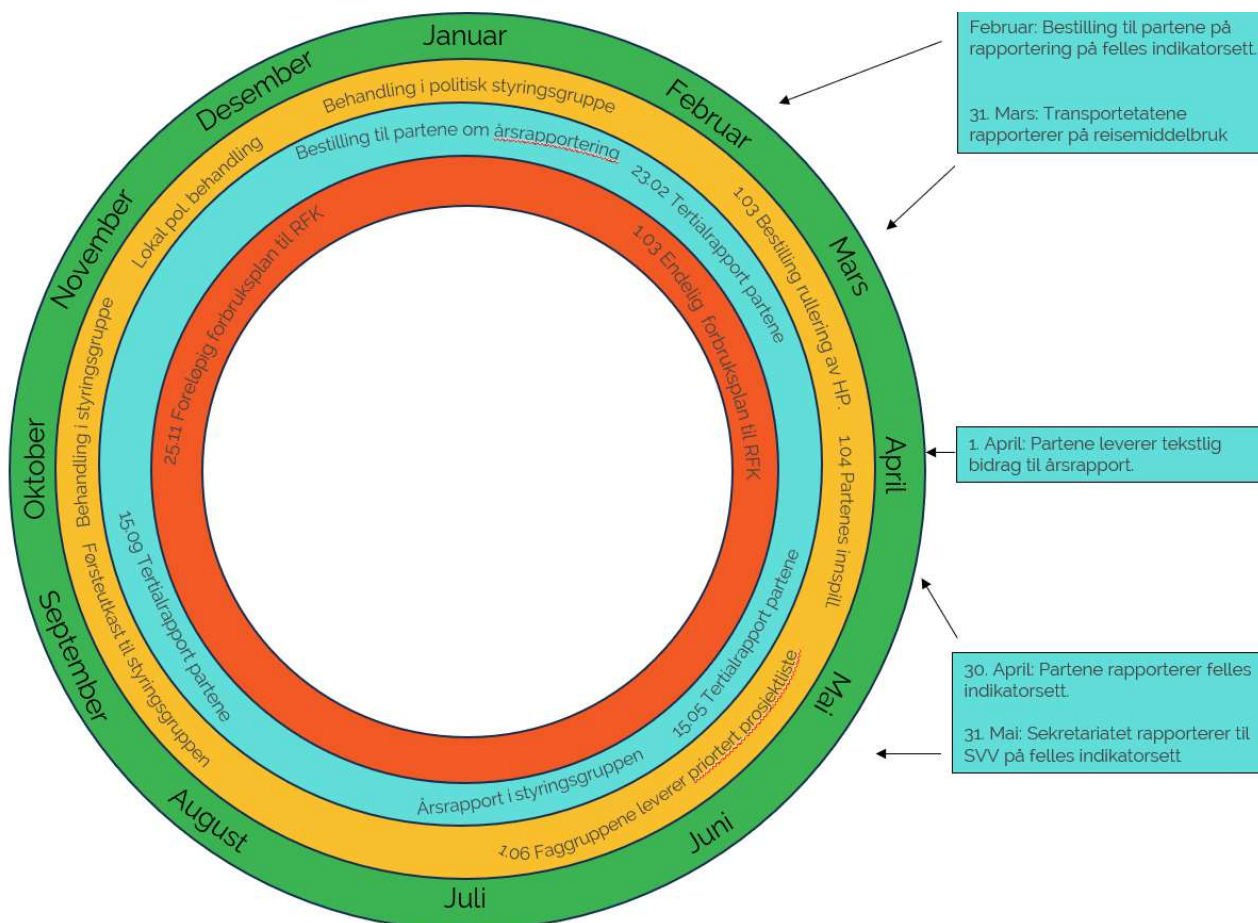 Januar
Februar
Mars
April
Mai
Juni
Juli
August
September
Oktober
November
Desember
Behandling i politisk styringsgruppe
1.03 Bestilling rullering av HP.
1.04 Partenes innspill
1.06 Faggruppene leverer priortert prosjektliste
Førsteutkast til styringsgruppen
Behandling i styringsgruppe
Lokal pol. behandling
Bestilling til partene om årsrapportering
23.02 Tertialrapport partene
15.05 Tertialrapport partene
Årsrapport i styringsgruppen
15.09 Tertialrapport partene
1.03 Endelig forbruksplan til RFK
25.11 Foreløpig forbruksplan til RFK
Februar: Bestilling til partene på
rapportering på felles indikatorsett.
31. Mars: Transportetatene
rapporterer på reisemiddelbruk
1. April: Partene leverer tekstlig
bidrag til årsrapport.
30. April: Partene rapporterer felles
indikatorsett.
31. Mai: Sekretariatet rapporterer til
SVV på felles indikatorsett